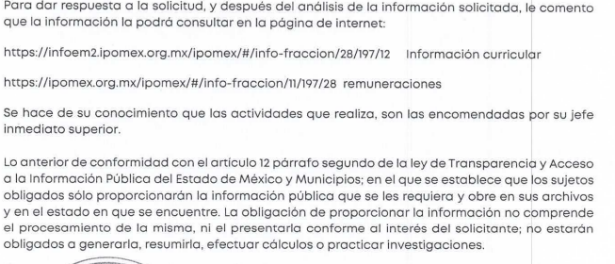 Para dar respuesta a la solicitud, y después del análisis de la información solicitada, le comento
que la información la podrá consultar en la página de internet:
https://infoem2.ipomex.org.mx/ipomex/#/info-fraccion/28/197/12 Información curricular
https://ipomex.org.mx/ipomex/#/info-fraccion/11/197/28 remuneraciones
Se hace de su conocimiento que las actividades que realiza, son las encomendadas por su jefe
inmediato superior.
Lo anterior de conformidad con el articulo 12 párrafo segundo de la ley de Transparencia y Acceso
a la Información Pública del Estado de México y Municipios; en el que se establece que los sujetos
obligados sólo proporcionarán la información pública que se les requiera y obre en sus archivos
y en el estado en que se encuentre. La obligación de proporcionar la información no comprende
el procesamiento de la misma, ni el presentarla conforme al interés del solicitante; no estarán
obligados a generarla, resumirla, efectuar cálculos o practicar investigaciones.